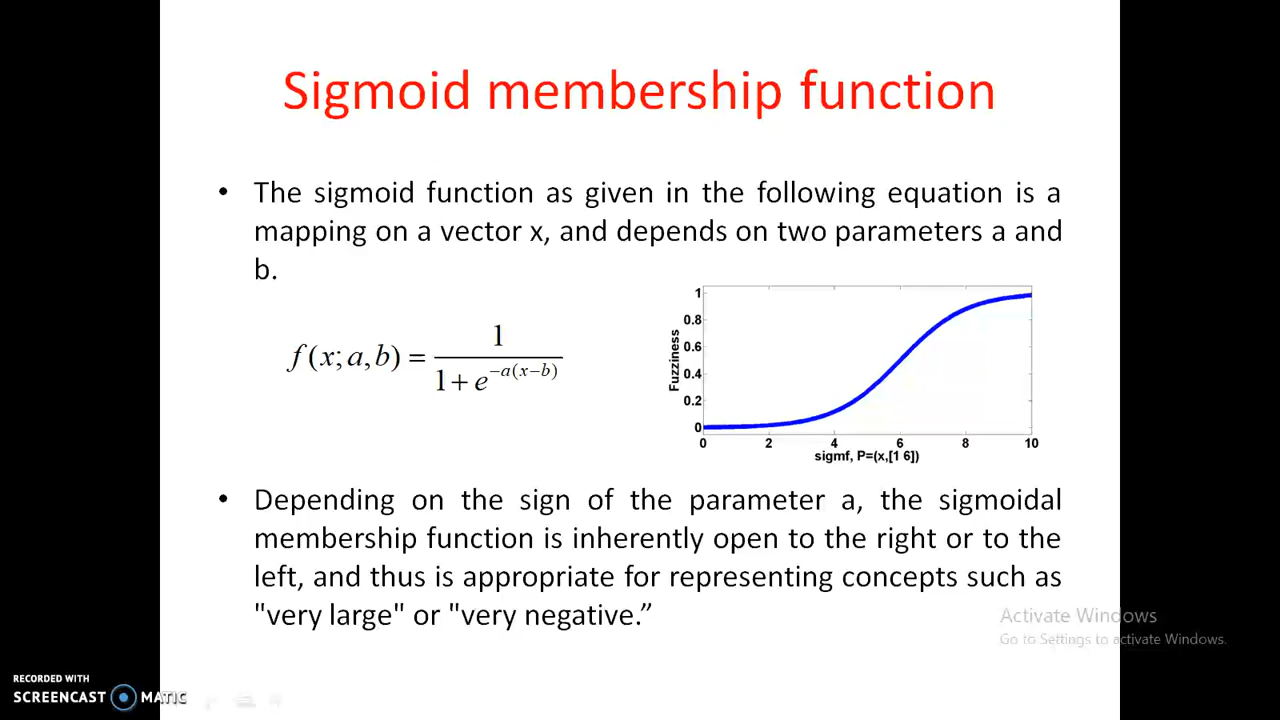 Sigmoid membership function
• The sigmoid function as given in the following equation is a
mapping on a vector x, and depends on two parameters a and
b.
f(x;a,b) = 1 / (1+e^{-a(x-b)})
1
0.8
0.6
0.4
0.2
0
Fuzziness
0 2 4 6 8 10
sigmf, P=(x,[1 6])
• Depending on the sign of the parameter a, the sigmoidal
membership function is inherently open to the right or to the
left, and thus is appropriate for representing concepts such as
"very large" or "very negative.”
Activate Windows
Go to Settings to activate Windows.
RECORDED WITH
SCREENCAST MATIC